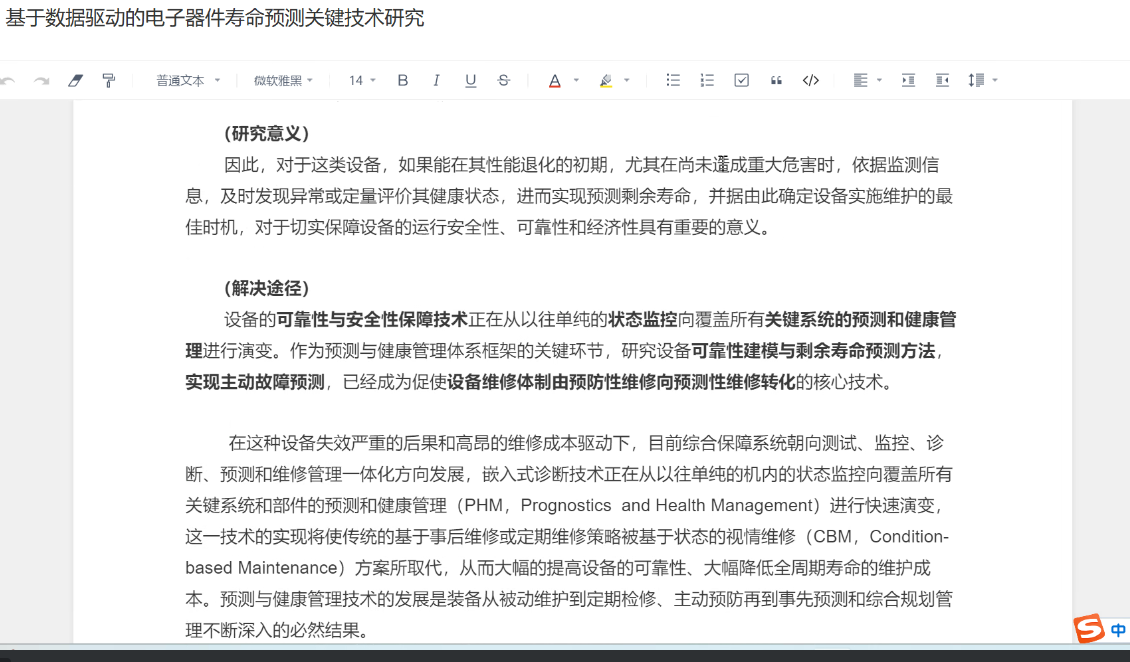 基于数据驱动的电子器件寿命预测关键技术研究
普通文本 微软雅黑 14 B I U S A </>
（研究意义）
因此，对于这类设备，如果能在其性能退化的初期，尤其在尚未造成重大危害时，依据监测信
息，及时发现异常或定量评价其健康状态，进而实现预测剩余寿命，并据由此确定设备实施维护的最
佳时机，对于切实保障设备的运行安全性、可靠性和经济性具有重要的意义。
（解决途径）
设备的可靠性与安全性保障技术正在从以往单纯的状态监控向覆盖所有关键系统的预测和健康管
理进行演变。作为预测与健康管理体系框架的关键环节，研究设备可靠性建模与剩余寿命预测方法，
实现主动故障预测，已经成为促使设备维修体制由预防性维修向预测性维修转化的核心技术。
在这种设备失效严重的后果和高昂的维修成本驱动下，目前综合保障系统朝向测试、监控、诊
断、预测和维修管理一体化方向发展，嵌入式诊断技术正在从以往单纯的机内的状态监控向覆盖所有
关键系统和部件的预测和健康管理（PHM，Prognostics and Health Management）进行快速演变，
这一技术的实现将使传统的基于事后维修或定期维修策略被基于状态的视情维修（CBM，Condition-
based Maintenance）方案所取代，从而大幅的提高设备的可靠性、大幅降低全周期寿命的维护成
本。预测与健康管理技术的发展是装备从被动维护到定期检修、主动预防再到事先预测和综合规划管
理不断深入的必然结果。
S 中